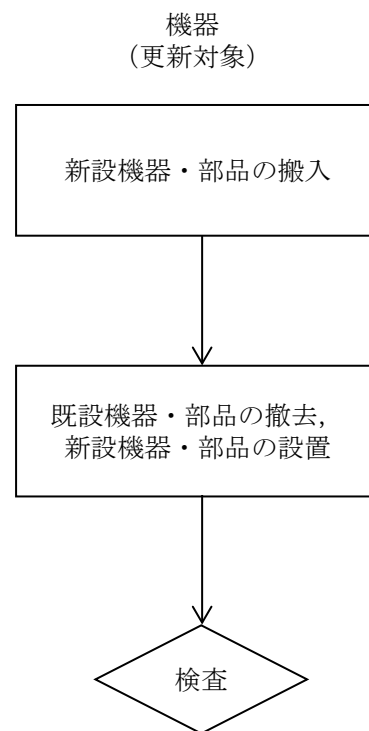 機器
（更新対象）
新設機器・部品の搬入
既設機器・部品の撤去，
新設機器・部品の設置
検査